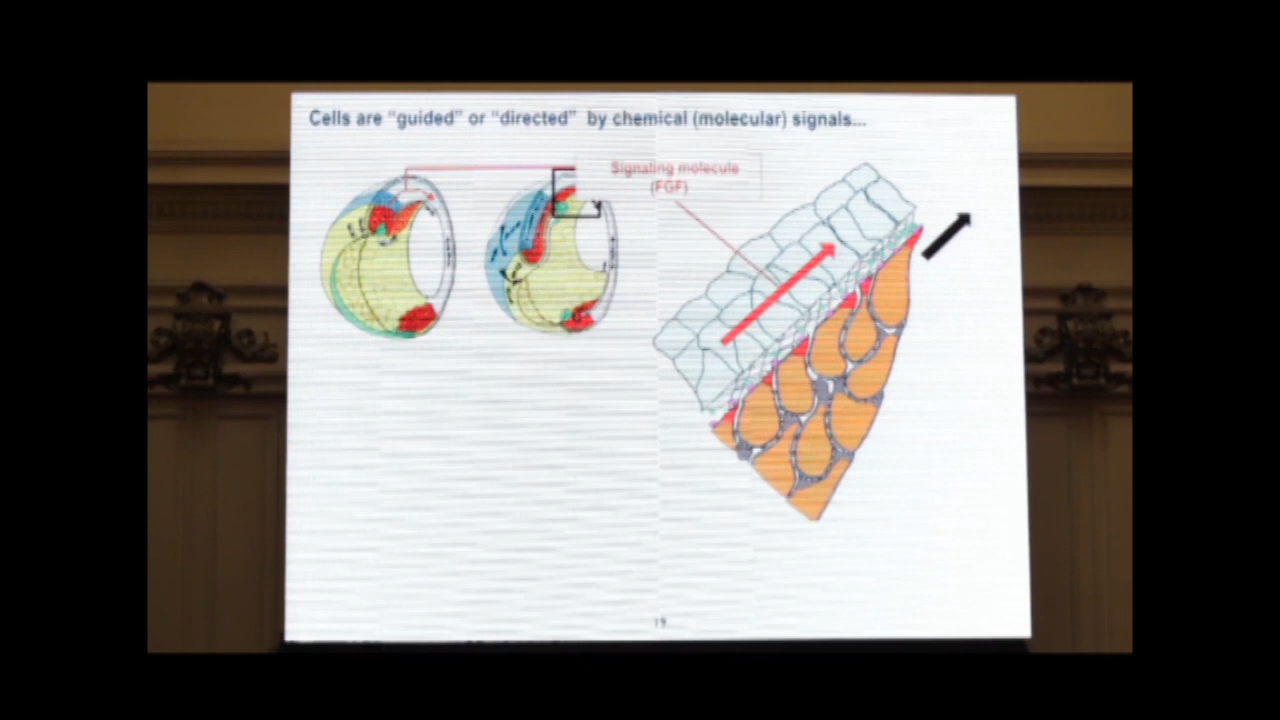 Cells are "guided" or "directed" by chemical (molecular) signals...
Signaling molecule
(FGF)
19